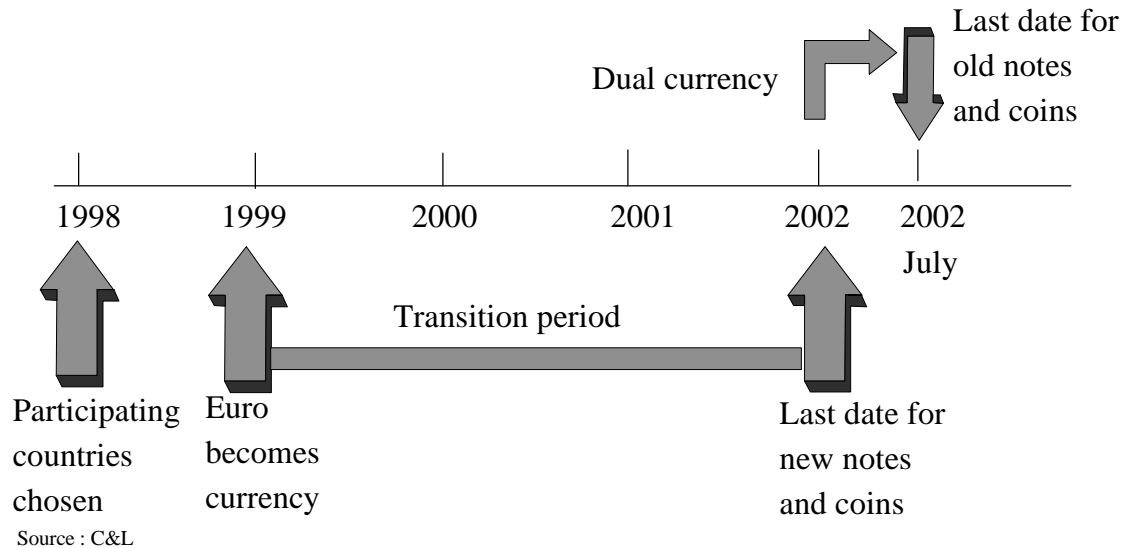 Last date for
old notes
and coins
Dual currency
1998
1999
2000
2001
2002
2002
July
Transition period
Participating
countries
chosen
Euro
becomes
currency
Last date for
new notes
and coins
Source : C&L